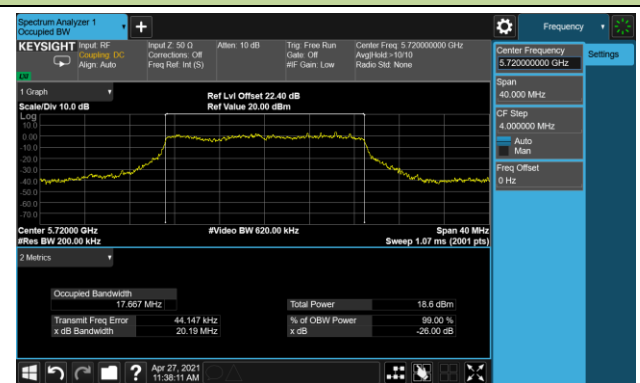 Spectrum Analyzer 1
Occupied BW
Frequency
KEYSIGHT
Input: RF
Coupling: DC
Align: Auto
Input Z: 50 Ω
Corrections: Off
Freq Ref: Int (S)
Atten: 10 dB
Trig: Free Run
Gate: Off
#IF Gain: Low
Center Freq: 5.720000000 GHz
Avg|Hold:>10/10
Radio Std: None
Center Frequency
5.720000000 GHz
Settings
Span
40.000 MHz
CF Step
4.000000 MHz
Auto
Man
Freq Offset
0 Hz
LW
1 Graph
Scale/Div 10.0 dB
Ref Lvl Offset 22.40 dB
Ref Value 20.00 dBm
Log
10.0
0.00
-10.0
-20.0
-30.0
-40.0
-50.0
-60.0
-70.0
Center 5.72000 GHz
#Video BW 620.00 kHz
Span 40 MHz
#Res BW 200.00 kHz
Sweep 1.07 ms (2001 pts)
2 Metrics
Occupied Bandwidth
17.667 MHz
Total Power
18.6 dBm
Transmit Freq Error
44.147 kHz
% of OBW Power
99.00 %
x dB Bandwidth
20.19 MHz
x dB
-26.00 dB
Apr 27, 2021
11:38:11 AM